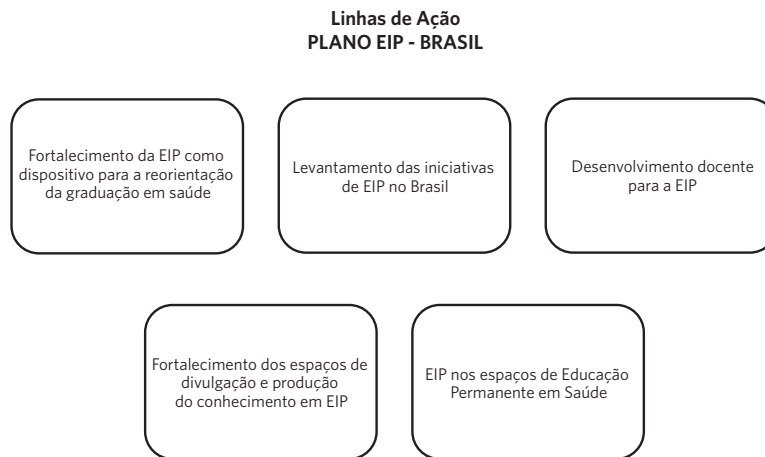 Linhas de Ação
PLANO EIP - BRASIL
Fortalecimento da EIP como
dispositivo para a reorientação
da graduação em saúde
Levantamento das iniciativas
de EIP no Brasil
Desenvolvimento docente
para a EIP
Fortalecimento dos espaços de
divulgação e produção
do conhecimento em EIP
EIP nos espaços de Educação
Permanente em Saúde